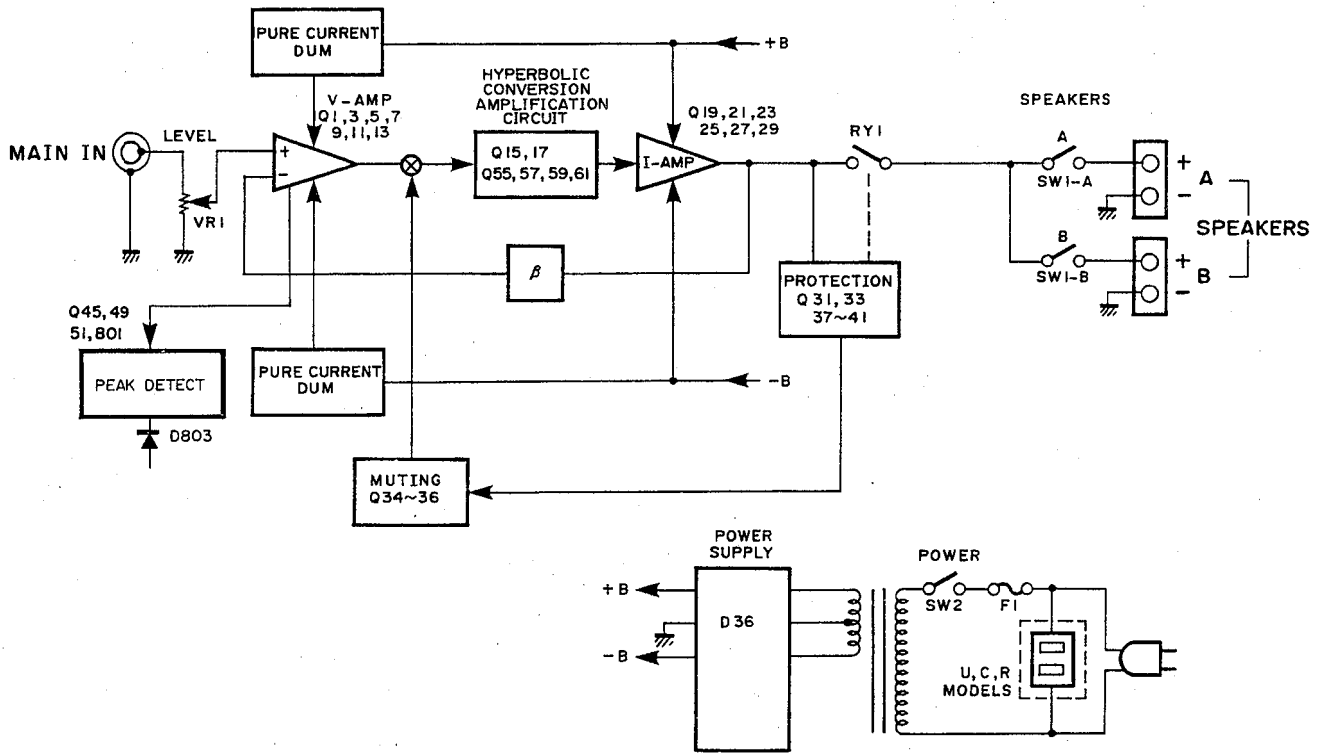 PURE CURRENT
DUM
+B
V-AMP
Q1,3,5,7
9,11,13
HYPERBOLIC
CONVERSION
AMPLIFICATION
CIRCUIT
Q19,21,23
25,27,29
SPEAKERS
MAIN IN
LEVEL
VR1
+
-
Q15,17
Q55,57,59,61
I-AMP
RY1
A
SW1-A
+
-
A
SPEAKERS
B
SW1-B
+
-
B
β
PROTECTION
Q31,33
37~41
Q45,49
51,801
PEAK DETECT
D803
PURE CURRENT
DUM
-B
MUTING
Q34~36
POWER
SUPPLY
+B
D36
-B
POWER
SW2
F1
U,C,R
MODELS